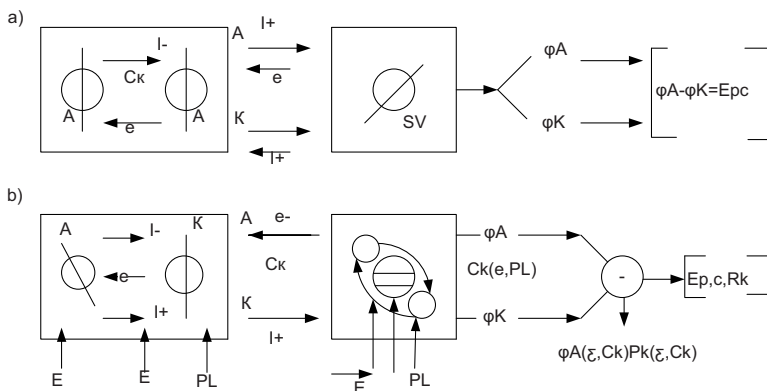 a)
A I+
I- φA
Cк e
A e A SV φA-φK=Epc
К φK
I+
b)
A I- К A e- φA
e Cк Ck(e,PL) - Ep,c,Rk
I+ К φK
I+
E E PL E PL φA(ξ,Ck)Pk(ξ,Ck)